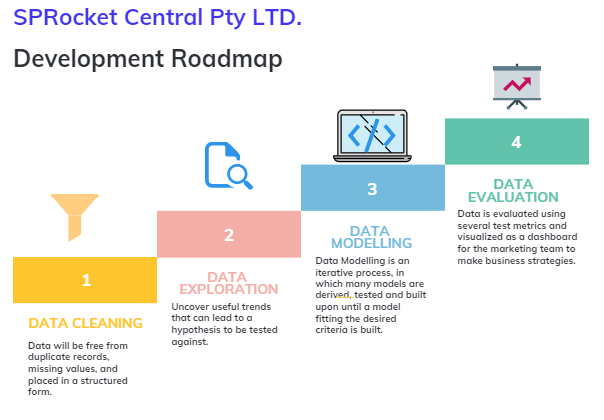 SPRocket Central Pty LTD.
Development Roadmap
1
DATA CLEANING
Data will be free from
duplicate records,
missing values, and
placed in a structured
form.
2
DATA
EXPLORATION
Uncover useful trends
that can lead to a
hypothesis to be tested
against.
3
DATA
MODELLING
Data Modelling is an
iterative process, in
which many models are
derived, tested and built
upon until a model
fitting the desired
criteria is built.
4
DATA
EVALUATION
Data is evaluated using
several test metrics and
visualized as a dashboard
for the marketing team to
make business strategies.